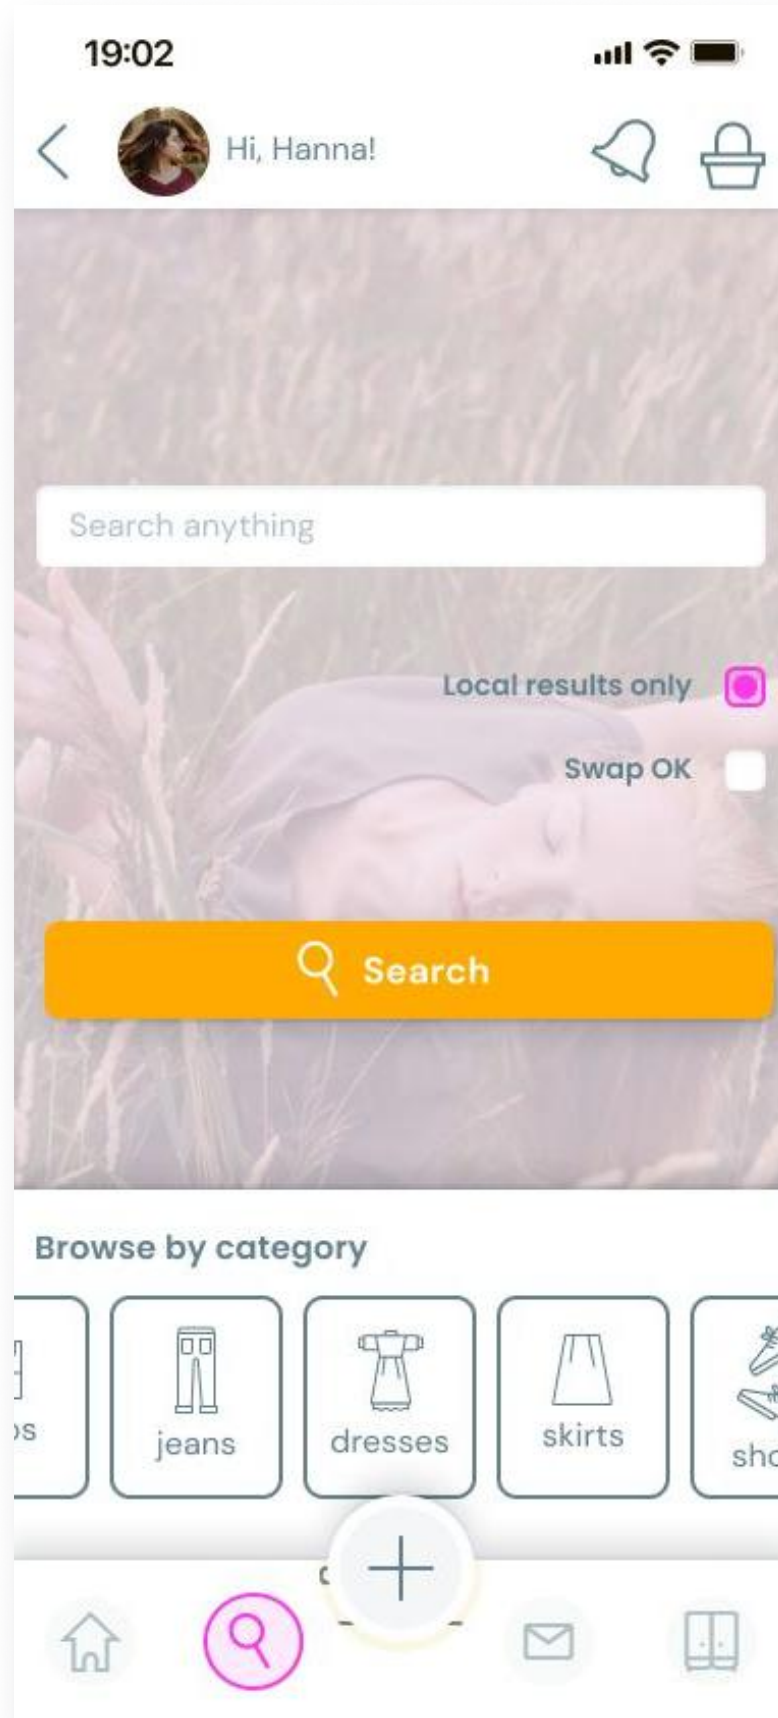 19:02
Hi, Hanna!
Search anything
Local results only
Swap OK
Search
Browse by category
jeans
dresses
skirts